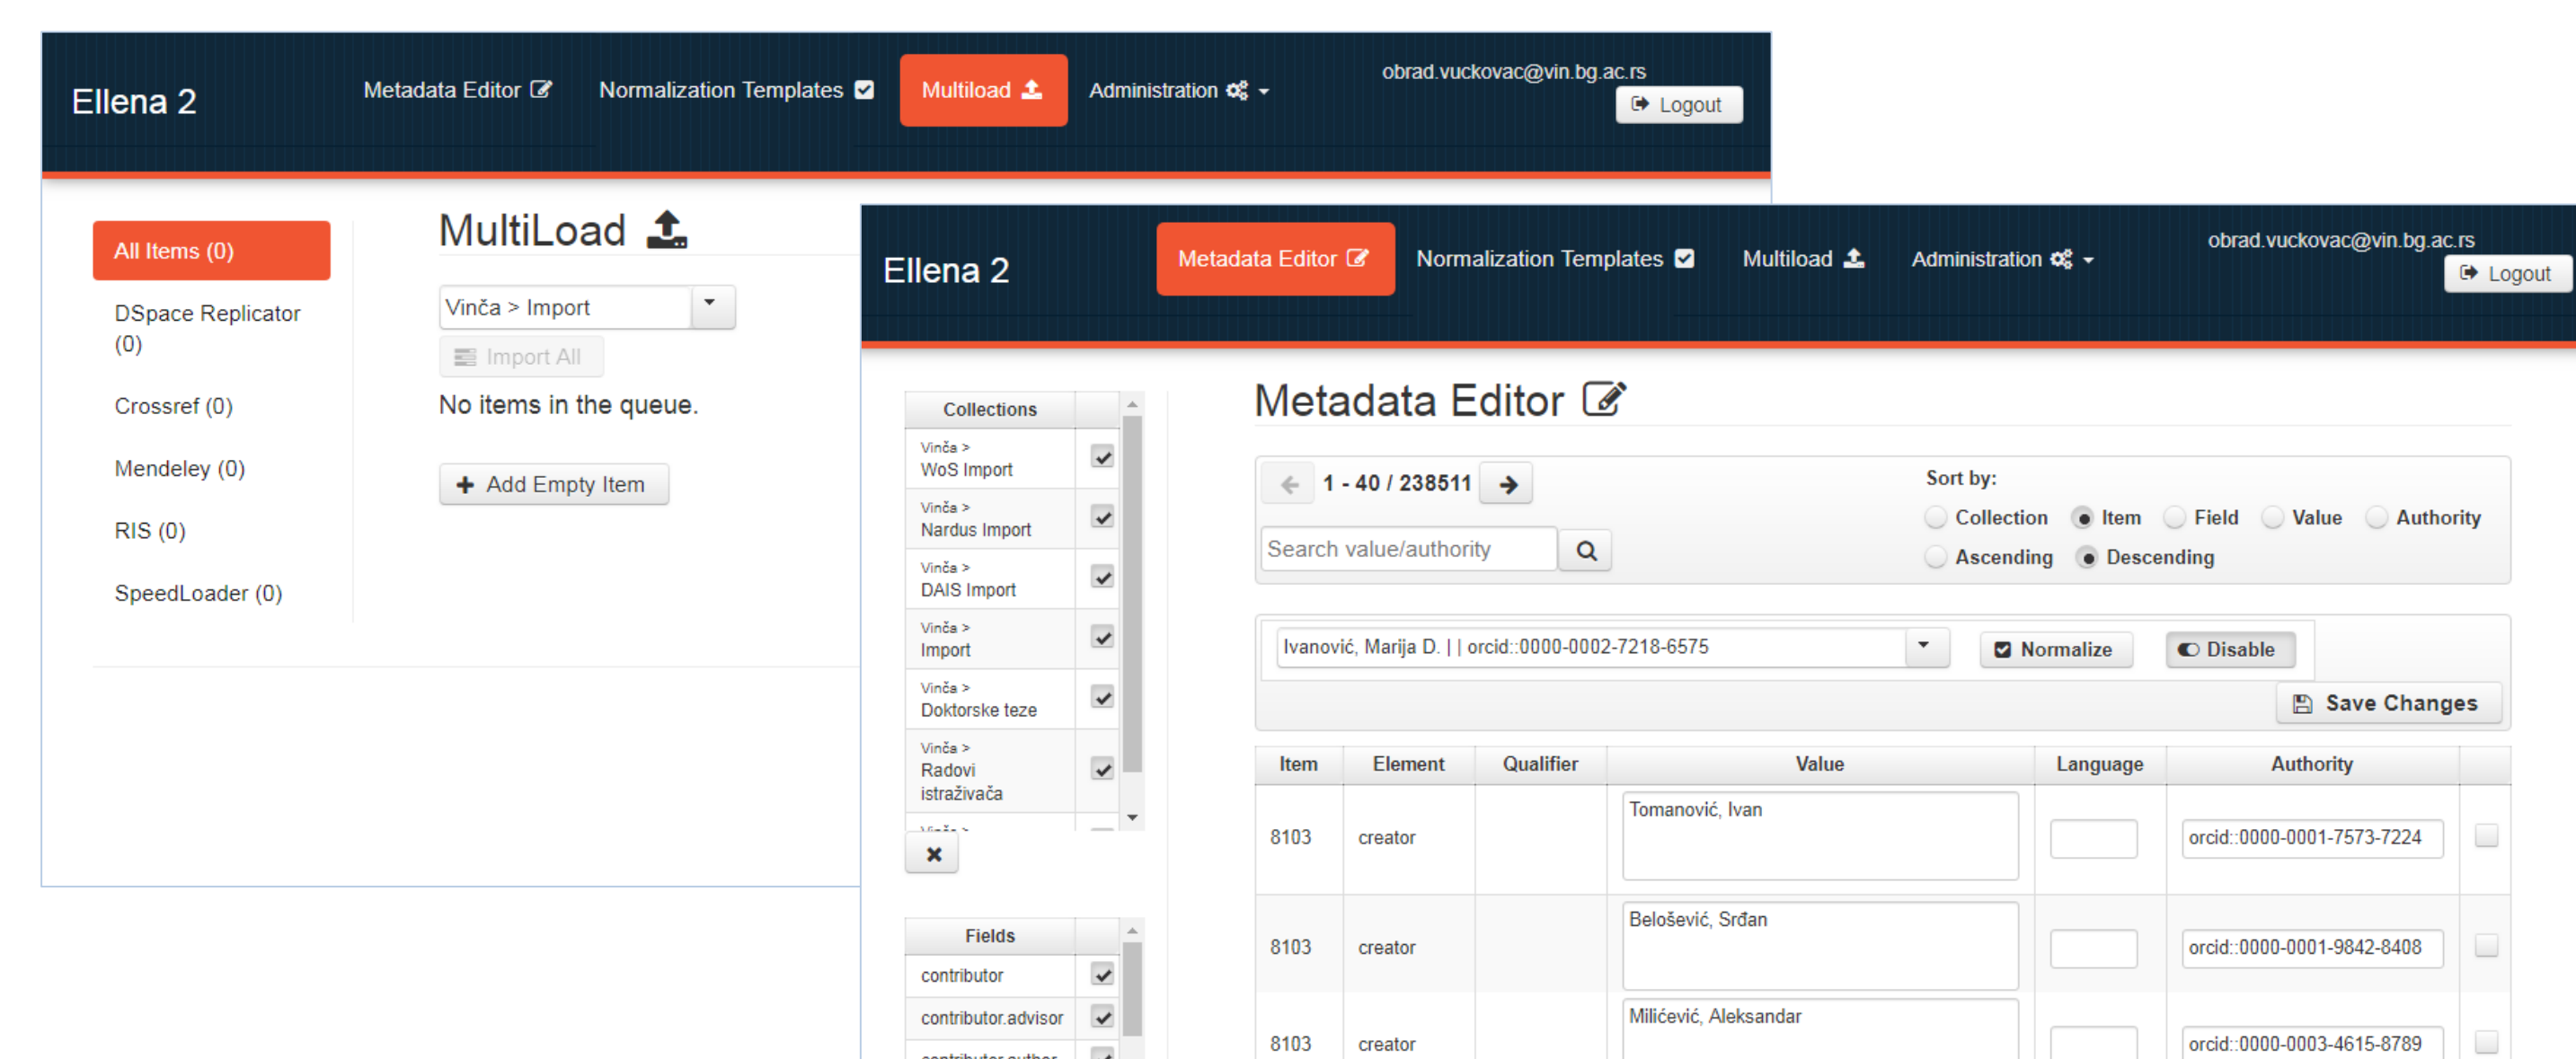 Ellena 2
Metadata Editor
Normalization Templates
Multiload
Administration
obrad.vuckovac@vin.bg.ac.rs
Logout
All Items (0)
DSpace Replicator
(0)
Crossref (0)
Mendeley (0)
RIS (0)
SpeedLoader (0)
MultiLoad
Vinča > Import
Import All
No items in the queue.
Add Empty Item
Ellena 2
Metadata Editor
Normalization Templates
Multiload
Administration
obrad.vuckovac@vin.bg.ac.rs
Logout
Collections
Vinča >
WoS Import
Vinča >
Nardus Import
Vinča >
DAIS Import
Vinča >
Import
Vinča >
Doktorske teze
Vinča >
Radovi
istraživača
Fields
contributor
contributor.advisor
Metadata Editor
1 - 40 / 238511
Search value/authority
Sort by:
Collection Item Field Value Authority
Ascending Descending
Ivanović, Marija D. | | orcid::0000-0002-7218-6575
Normalize
Disable
Save Changes
Item Element Qualifier Value Language Authority
8103 creator Tomanović, Ivan orcid::0000-0001-7573-7224
8103 creator Belošević, Srđan orcid::0000-0001-9842-8408
8103 creator Milićević, Aleksandar orcid::0000-0003-4615-8789